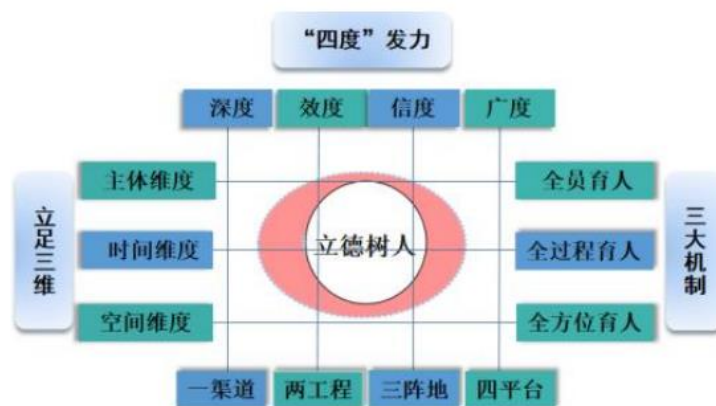 “四度”发力
深度 效度 信度 广度
主体维度 全员育人
立足三维 时间维度 立德树人 全过程育人 三大机制
空间维度 全方位育人
一渠道 两工程 三阵地 四平台